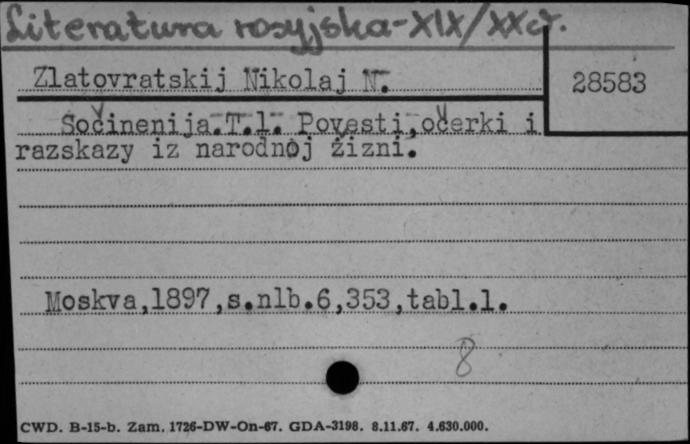 Literatura rosyjska-XIX/XX w.
Zlatovratskij Nikolaj N.
28583
Sočinenija.T.1. Povesti,očerki i
razskazy iz narodnoj žizni.
Moskva,1897,s.nlb.6,353,tabl.1.
8
CWD. B-15-b. Zam. 1726-DW-On-67. GDA-3198. 8.11.67. 4.630.000.